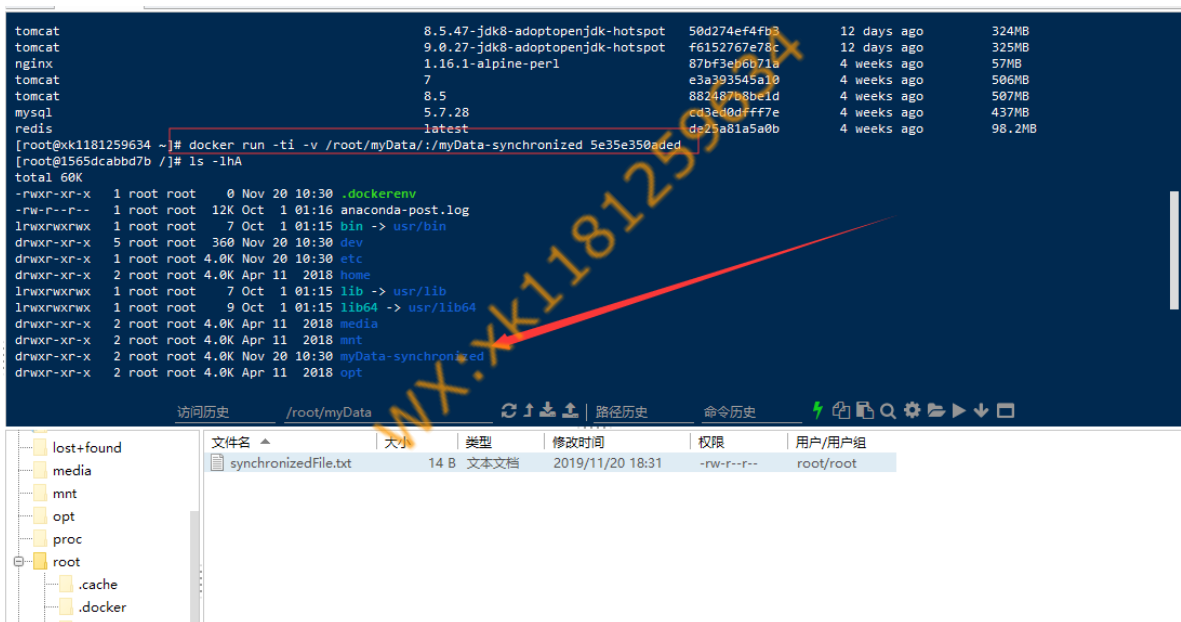 tomcat 8.5.47-jdk8-adoptopenjdk-hotspot 50d274ef4fb3 12 days ago 324MB
tomcat 9.0.27-jdk8-adoptopenjdk-hotspot f6152767e78c 12 days ago 325MB
nginx 1.16.1-alpine-perl 87bf3eb6b71a 4 weeks ago 57MB
tomcat 7 e3a393545a10 4 weeks ago 506MB
tomcat 8.5 882487b8be1d 4 weeks ago 507MB
mysql 5.7.28 cd3ed0dfff7e 4 weeks ago 437MB
redis latest de25a81a5a0b 4 weeks ago 98.2MB
[root@xk1181259634 ~]# docker run -ti -v /root/myData/:/myData-synchronized 5e35e350aded
[root@1565dcabbd7b /]# ls -lhA
total 60K
-rwxr-xr-x 1 root root 0 Nov 20 10:30 .dockerenv
-rw-r--r-- 1 root root 12K Oct 1 01:16 anaconda-post.log
lrwxrwxrwx 1 root root 7 Oct 1 01:15 bin -> usr/bin
drwxr-xr-x 5 root root 360 Nov 20 10:30 dev
drwxr-xr-x 1 root root 4.0K Nov 20 10:30 etc
drwxr-xr-x 2 root root 4.0K Apr 11 2018 home
lrwxrwxrwx 1 root root 7 Oct 1 01:15 lib -> usr/lib
lrwxrwxrwx 1 root root 9 Oct 1 01:15 lib64 -> usr/lib64
drwxr-xr-x 2 root root 4.0K Apr 11 2018 media
drwxr-xr-x 2 root root 4.0K Apr 11 2018 mnt
drwxr-xr-x 2 root root 4.0K Nov 20 10:30 myData-synchronized
drwxr-xr-x 2 root root 4.0K Apr 11 2018 opt
wx:xk1181259634
访问历史 /root/myData 路径历史 命令历史
文件名 大小 类型 修改时间 权限 用户/用户组
synchronizedFile.txt 14 B 文本文档 2019/11/20 18:31 -rw-r--r-- root/root
lost+found
media
mnt
opt
proc
root
.cache
.docker